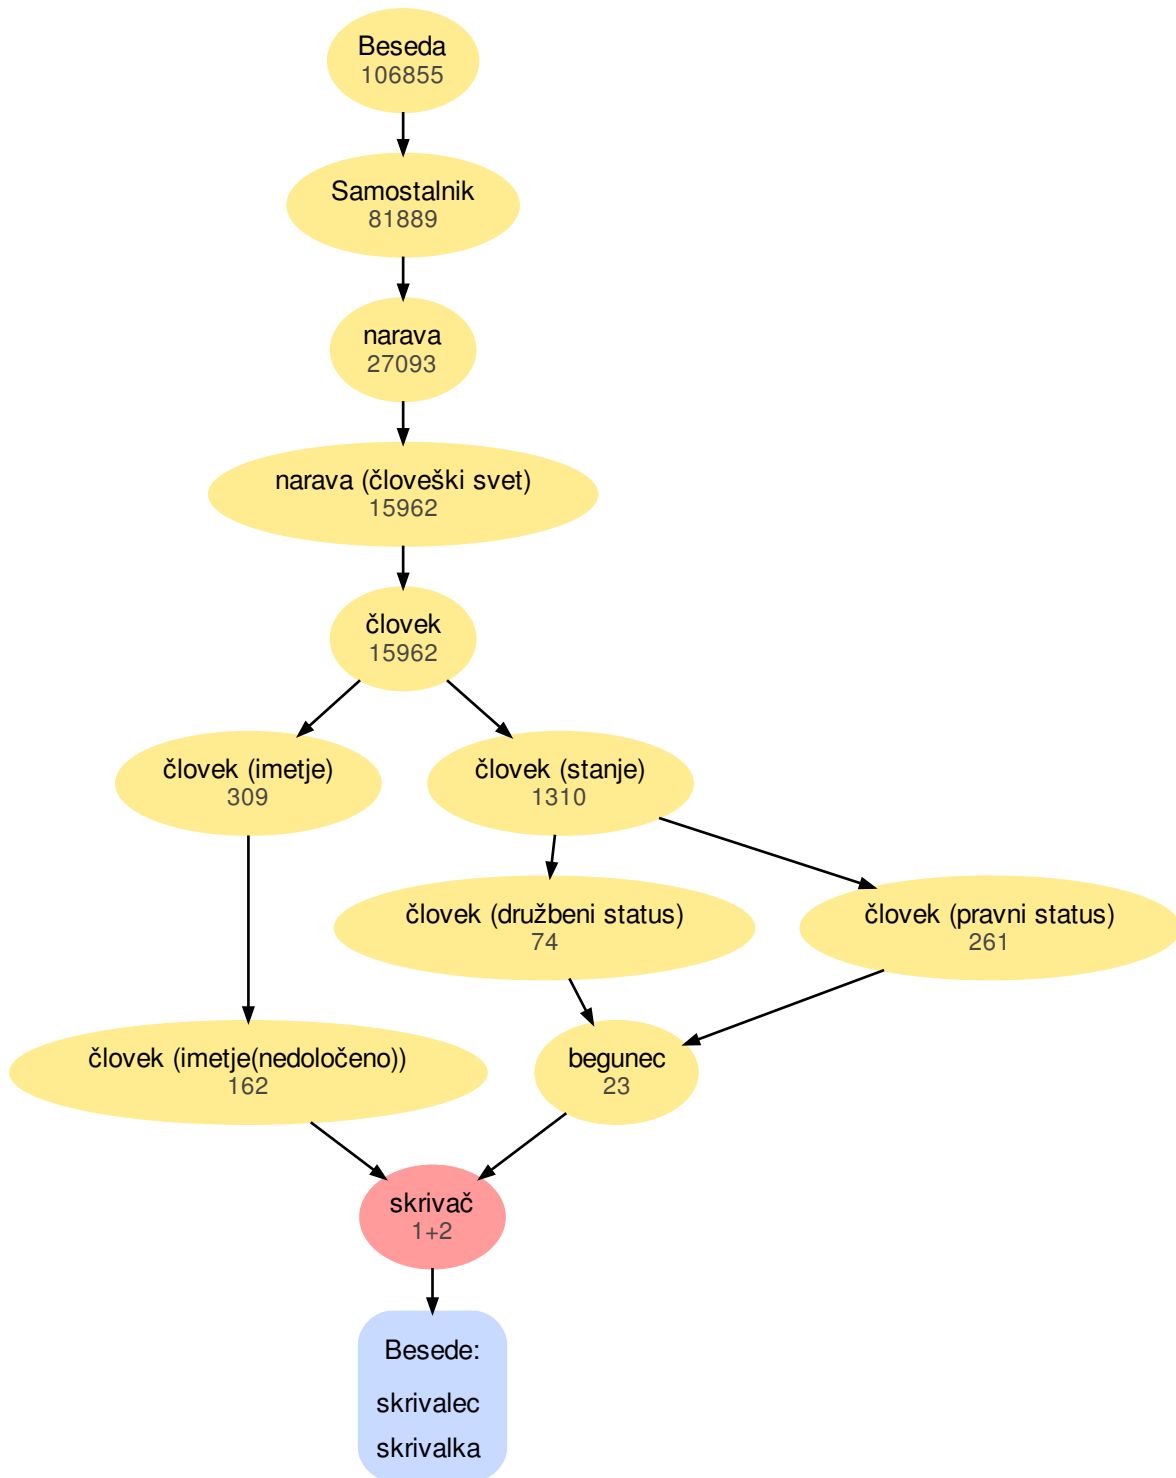 Beseda
106855
Samostalnik
81889
narava
27093
narava (človeški svet)
15962
človek
15962
človek (imetje)
309
človek (stanje)
1310
človek (družbeni status)
74
človek (pravni status)
261
človek (imetje(nedoločeno))
162
begunec
23
skrivač
1+2
Besede:
skrivalec
skrivalka